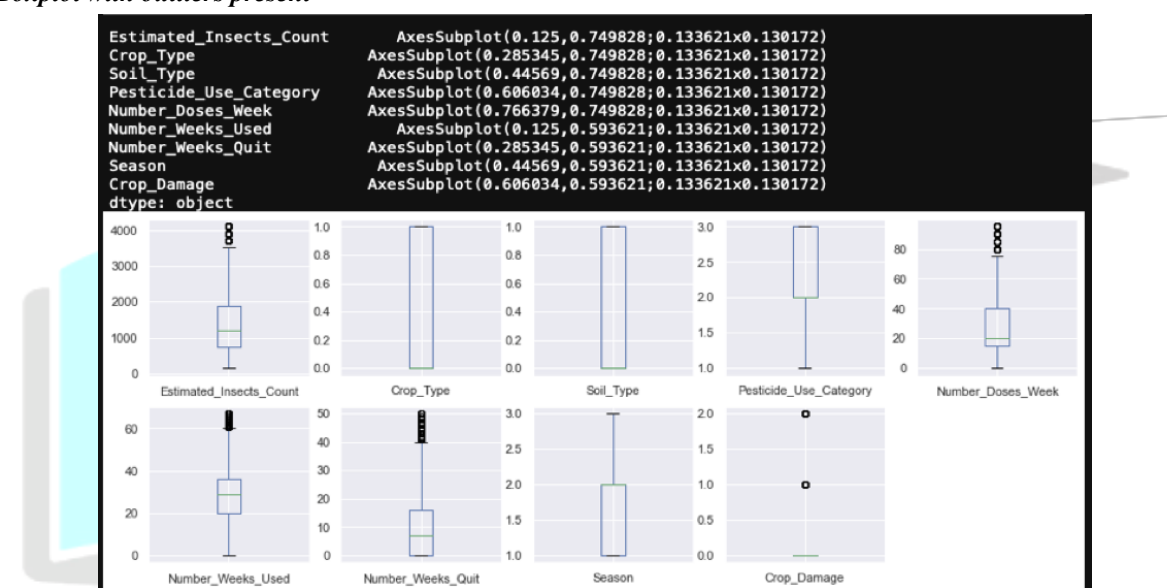 Boxplot with outliers present
Estimated_Insects_Count AxesSubplot(0.125,0.749828;0.133621x0.130172)
Crop_Type AxesSubplot(0.285345,0.749828;0.133621x0.130172)
Soil_Type AxesSubplot(0.44569,0.749828;0.133621x0.130172)
Pesticide_Use_Category AxesSubplot(0.606034,0.749828;0.133621x0.130172)
Number_Doses_Week AxesSubplot(0.766379,0.749828;0.133621x0.130172)
Number_Weeks_Used AxesSubplot(0.125,0.593621;0.133621x0.130172)
Number_Weeks_Quit AxesSubplot(0.285345,0.593621;0.133621x0.130172)
Season AxesSubplot(0.44569,0.593621;0.133621x0.130172)
Crop_Damage AxesSubplot(0.606034,0.593621;0.133621x0.130172)
dtype: object
4000
3000
2000
1000
0
Estimated_Insects_Count
1.0
0.8
0.6
0.4
0.2
0.0
Crop_Type
1.0
0.8
0.6
0.4
0.2
0.0
Soil_Type
3.0
2.5
2.0
1.5
1.0
Pesticide_Use_Category
80
60
40
20
0
Number_Doses_Week
60
40
20
0
Number_Weeks_Used
50
40
30
20
10
0
Number_Weeks_Quit
3.0
2.5
2.0
1.5
1.0
Season
2.0
1.5
1.0
0.5
0.0
Crop_Damage